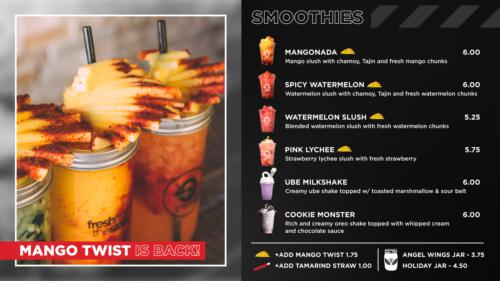 SMOOTHIES
MANGONADA 6.00
Mango slush with chamoy, Tajin and fresh mango chunks
SPICY WATERMELON 6.00
Watermelon slush with chamoy, Tajin and fresh watermelon chunks
WATERMELON SLUSH 5.25
Blended watermelon slush with fresh watermelon chunks
PINK LYCHEE 5.75
Strawberry lychee slush with fresh strawberry
UBE MILKSHAKE 6.00
Creamy ube shake topped w/ toasted marshmallow & sour belt
COOKIE MONSTER 6.00
Rich and creamy oreo shake topped with whipped cream
and chocolate sauce
+ADD MANGO TWIST 1.75
+ADD TAMARIND STRAW 1.00
ANGEL WINGS JAR - 3.75
HOLIDAY JAR - 4.50
MANGO TWIST IS BACK!